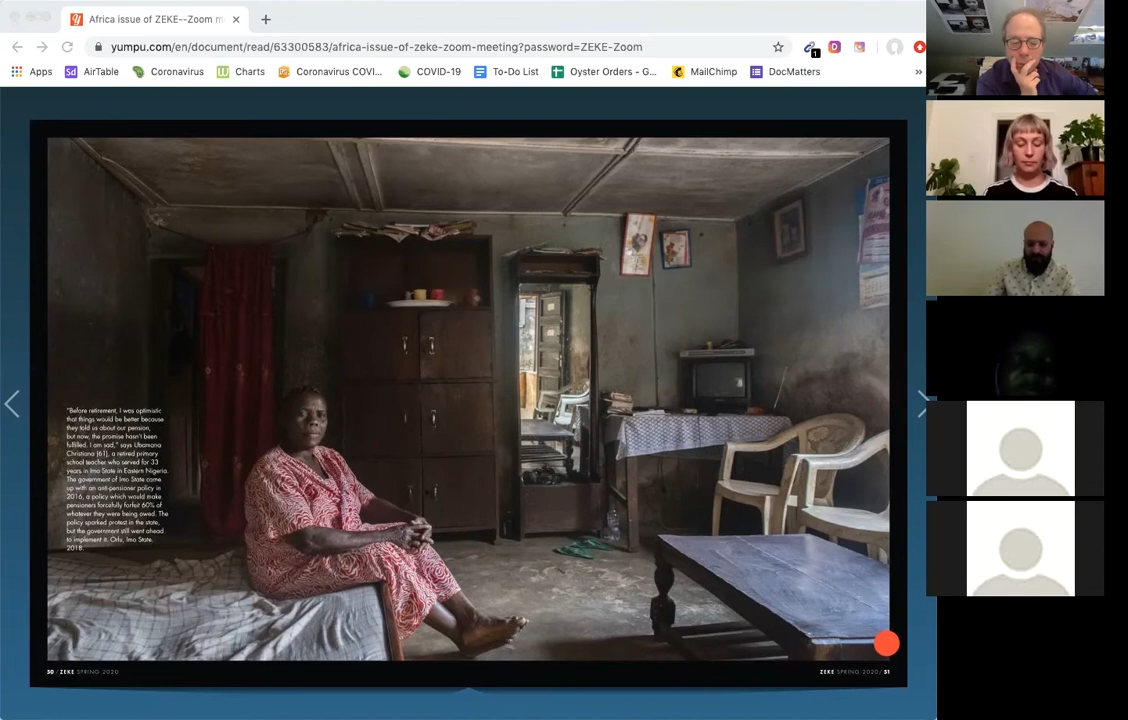 Africa issue of ZEKE--Zoom m
yumpu.com/en/document/read/63300583/africa-issue-of-zeke-zoom-meeting?password=ZEKE-Zoom
1
D
Apps
Sd AirTable
Coronavirus
Charts
Coronavirus COVI...
COVID-19
To-Do List
Oyster Orders - G...
MailChimp
DocMatters
»
"Before retirement, I was optimistic
that things would be better because
they told us about our pension,
but now, the promise hasn't been
fulfilled. I am sad," says Ubamana
Christiana (61), a retired primary
school teacher who served for 33
years in Imo State in Eastern Nigeria.
The government of Imo State came
up with an anti-pensioner policy in
2016, a policy which would make
pensioners forcefully forfeit 60% of
whatever they were being owed. The
policy sparked protest in the state,
but the government still went ahead
to implement it. Orlu, Imo State.
2018.
50 / ZEKE SPRING 2020
ZEKE SPRING 2020/ 51